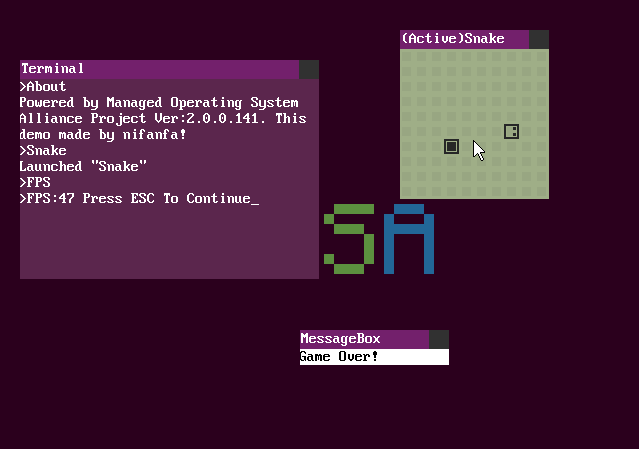 (Active)Snake
Terminal
>About
Powered by Managed Operating System
Alliance Project Ver:2.0.0.141. This
demo made by nifanfa!
>Snake
Launched "Snake"
>FPS
>FPS:47 Press ESC To Continue_
SA
MessageBox
Game Over!